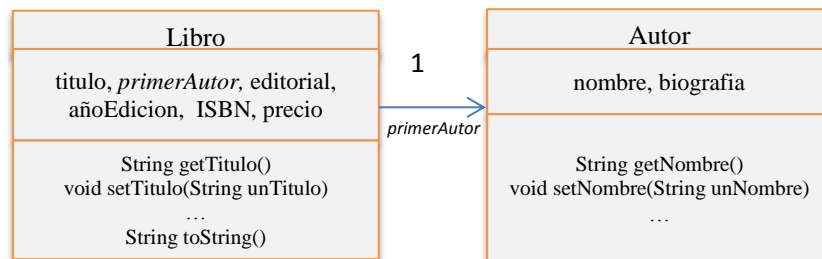 Libro
titulo, primerAutor, editorial,
añoEdicion, ISBN, precio
String getTitulo()
void setTitulo(String unTitulo)
…
String toString()
1
primerAutor
Autor
nombre, biografia
String getNombre()
void setNombre(String unNombre)
…